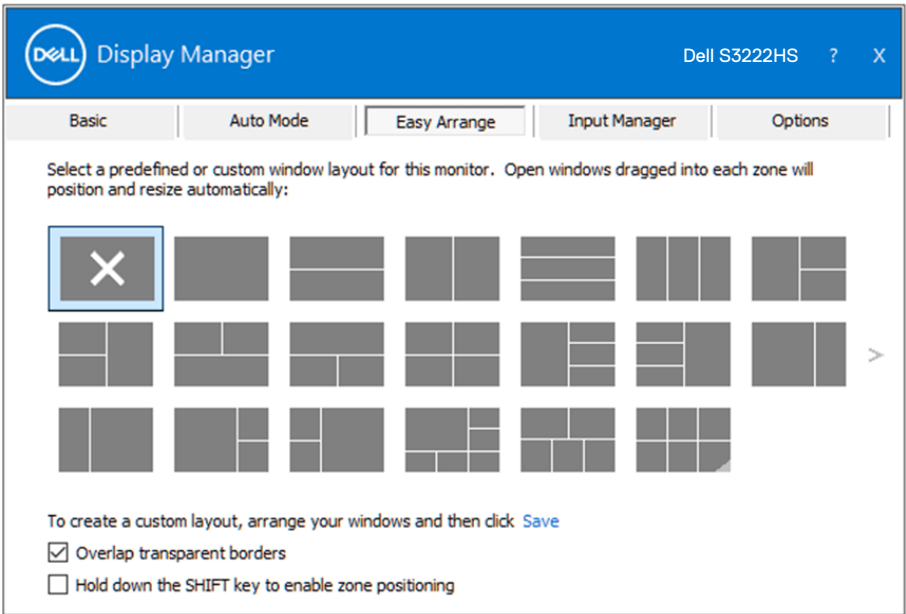 DELL Display Manager Dell S3222HS ? X
Basic Auto Mode Easy Arrange Input Manager Options
Select a predefined or custom window layout for this monitor. Open windows dragged into each zone will
position and resize automatically:
>
To create a custom layout, arrange your windows and then click Save
Overlap transparent borders
Hold down the SHIFT key to enable zone positioning